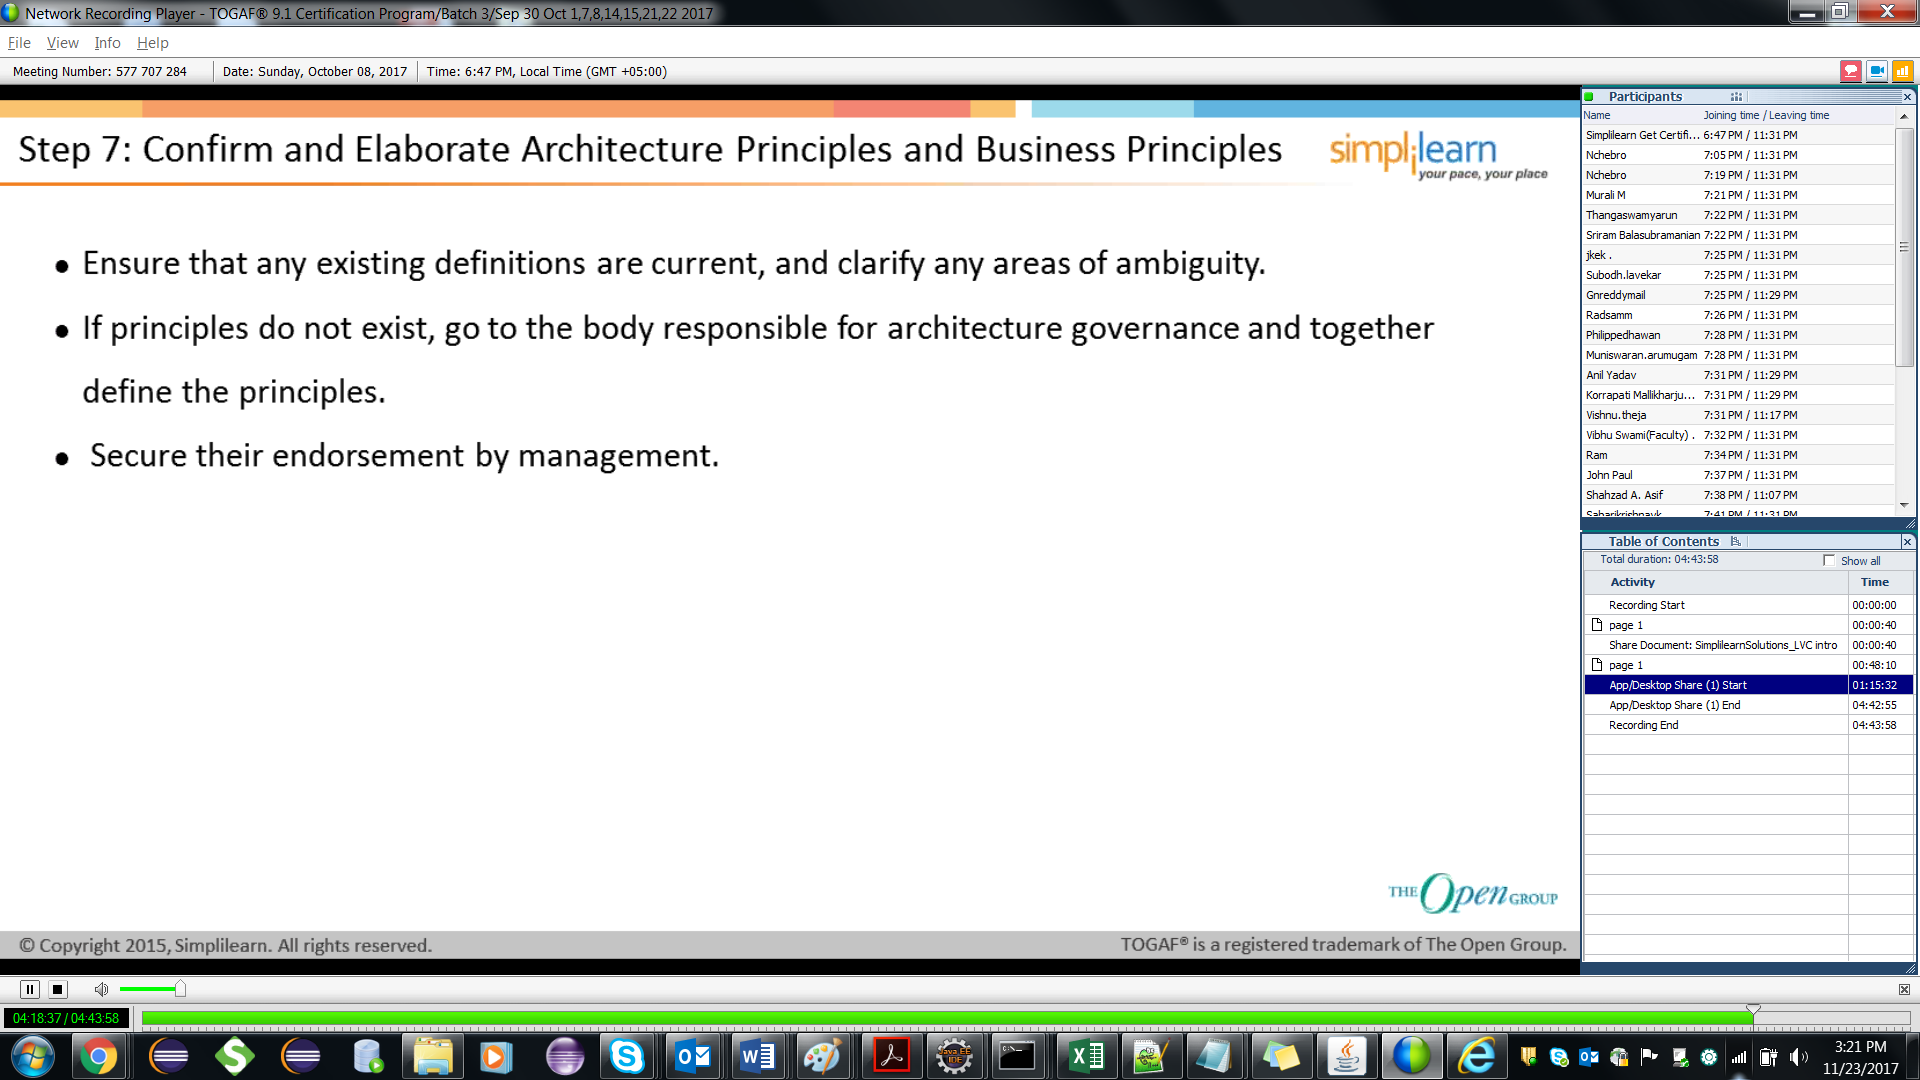 Network Recording Player - TOGAF® 9.1 Certification Program/Batch 3/Sep 30 Oct 1,7,8,14,15,21,22 2017
File View Info Help
Meeting Number: 577 707 284 Date: Sunday, October 08, 2017 Time: 6:47 PM, Local Time (GMT +05:00)
Step 7: Confirm and Elaborate Architecture Principles and Business Principles
simplilearn
your pace, your place
• Ensure that any existing definitions are current, and clarify any areas of ambiguity.
• If principles do not exist, go to the body responsible for architecture governance and together
define the principles.
• Secure their endorsement by management.
THE Open GROUP
© Copyright 2015, Simplilearn. All rights reserved.
TOGAF® is a registered trademark of The Open Group.
Participants
Name Joining time / Leaving time
Simplilearn Get Certifi... 6:47 PM / 11:31 PM
Nchebro 7:05 PM / 11:31 PM
Nchebro 7:19 PM / 11:31 PM
Murali M 7:21 PM / 11:31 PM
Thangaswamyarun 7:22 PM / 11:31 PM
Sriram Balasubramanian 7:22 PM / 11:31 PM
jkek . 7:25 PM / 11:31 PM
Subodh.lavekar 7:25 PM / 11:31 PM
Gnreddymail 7:25 PM / 11:29 PM
Radsamm 7:26 PM / 11:31 PM
Philippedhawan 7:28 PM / 11:31 PM
Muniswaran.arumugam 7:28 PM / 11:31 PM
Anil Yadav 7:31 PM / 11:29 PM
Korrapati Mallikharju... 7:31 PM / 11:29 PM
Vishnu.theja 7:31 PM / 11:17 PM
Vibhu Swami(Faculty) . 7:32 PM / 11:31 PM
Ram 7:34 PM / 11:31 PM
John Paul 7:37 PM / 11:31 PM
Shahzad A. Asif 7:38 PM / 11:07 PM
7:41 PM / 11:31 PM
Table of Contents
Total duration: 04:43:58 Show all
Activity Time
Recording Start 00:00:00
page 1 00:00:40
Share Document: SimplilearnSolutions_LVC intro 00:00:40
page 1 00:48:10
App/Desktop Share (1) Start 01:15:32
App/Desktop Share (1) End 04:42:55
Recording End 04:43:58
04:18:37 / 04:43:58
Java EE
IDE
3:21 PM
11/23/2017